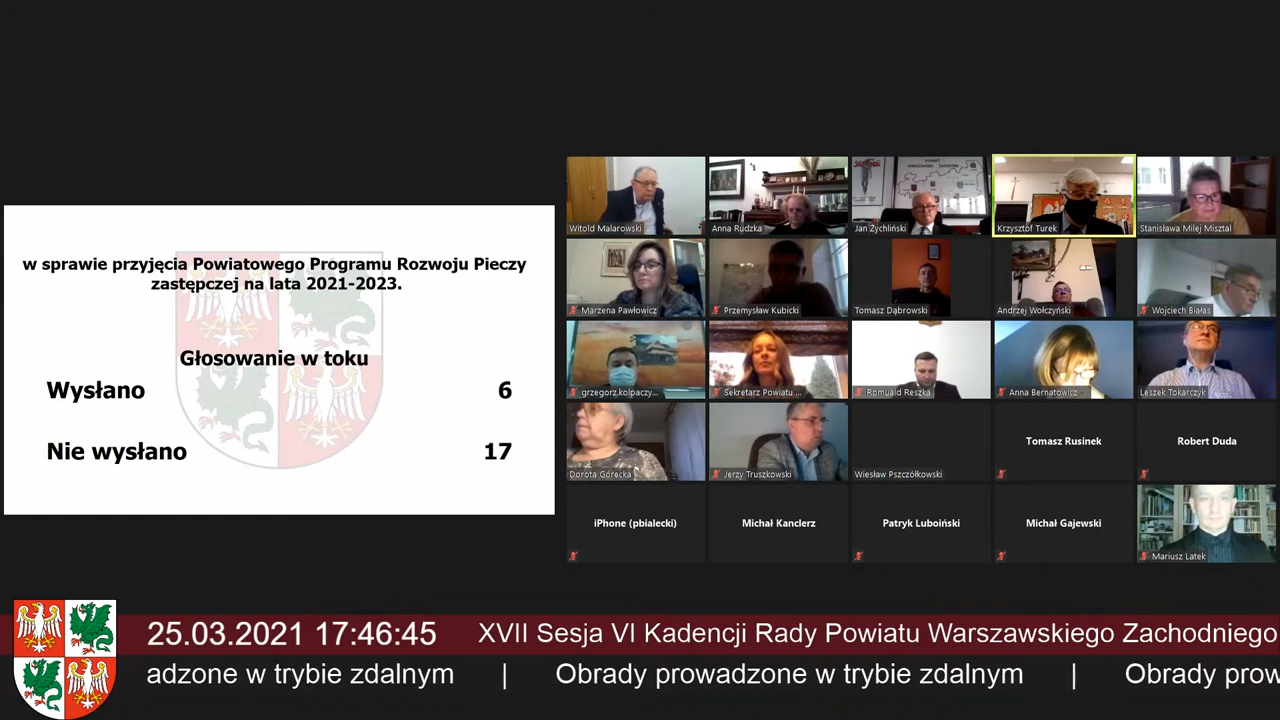 w sprawie przyjęcia Powiatowego Programu Rozwoju Pieczy
zastępczej na lata 2021-2023.
Głosowanie w toku
Wysłano 6
Nie wysłano 17
Witold Malarowski
Anna Rudzka
Jan Żychliński
Krzysztof Turek
Stanisława Milej Misztal
Marzena Pawłowicz
Przemysław Kubicki
Tomasz Dąbrowski
Andrzej Wołczyński
Wojciech Białas
grzegorz.kolpaczy...
Sekretarz Powiatu ...
Romuald Reszka
Anna Bernatowicz ...
Leszek Tokarczyk
Dorota Górecka
Jerzy Truszkowski
Wiesław Pszczółkowski
Tomasz Rusinek
Robert Duda
iPhone (pbialecki)
Michał Kanclerz
Patryk Luboiński
Michał Gajewski
Mariusz Latek
25.03.2021 17:46:45 XVII Sesja VI Kadencji Rady Powiatu Warszawskiego Zachodniego
adzone w trybie zdalnym | Obrady prowadzone w trybie zdalnym | Obrady prow